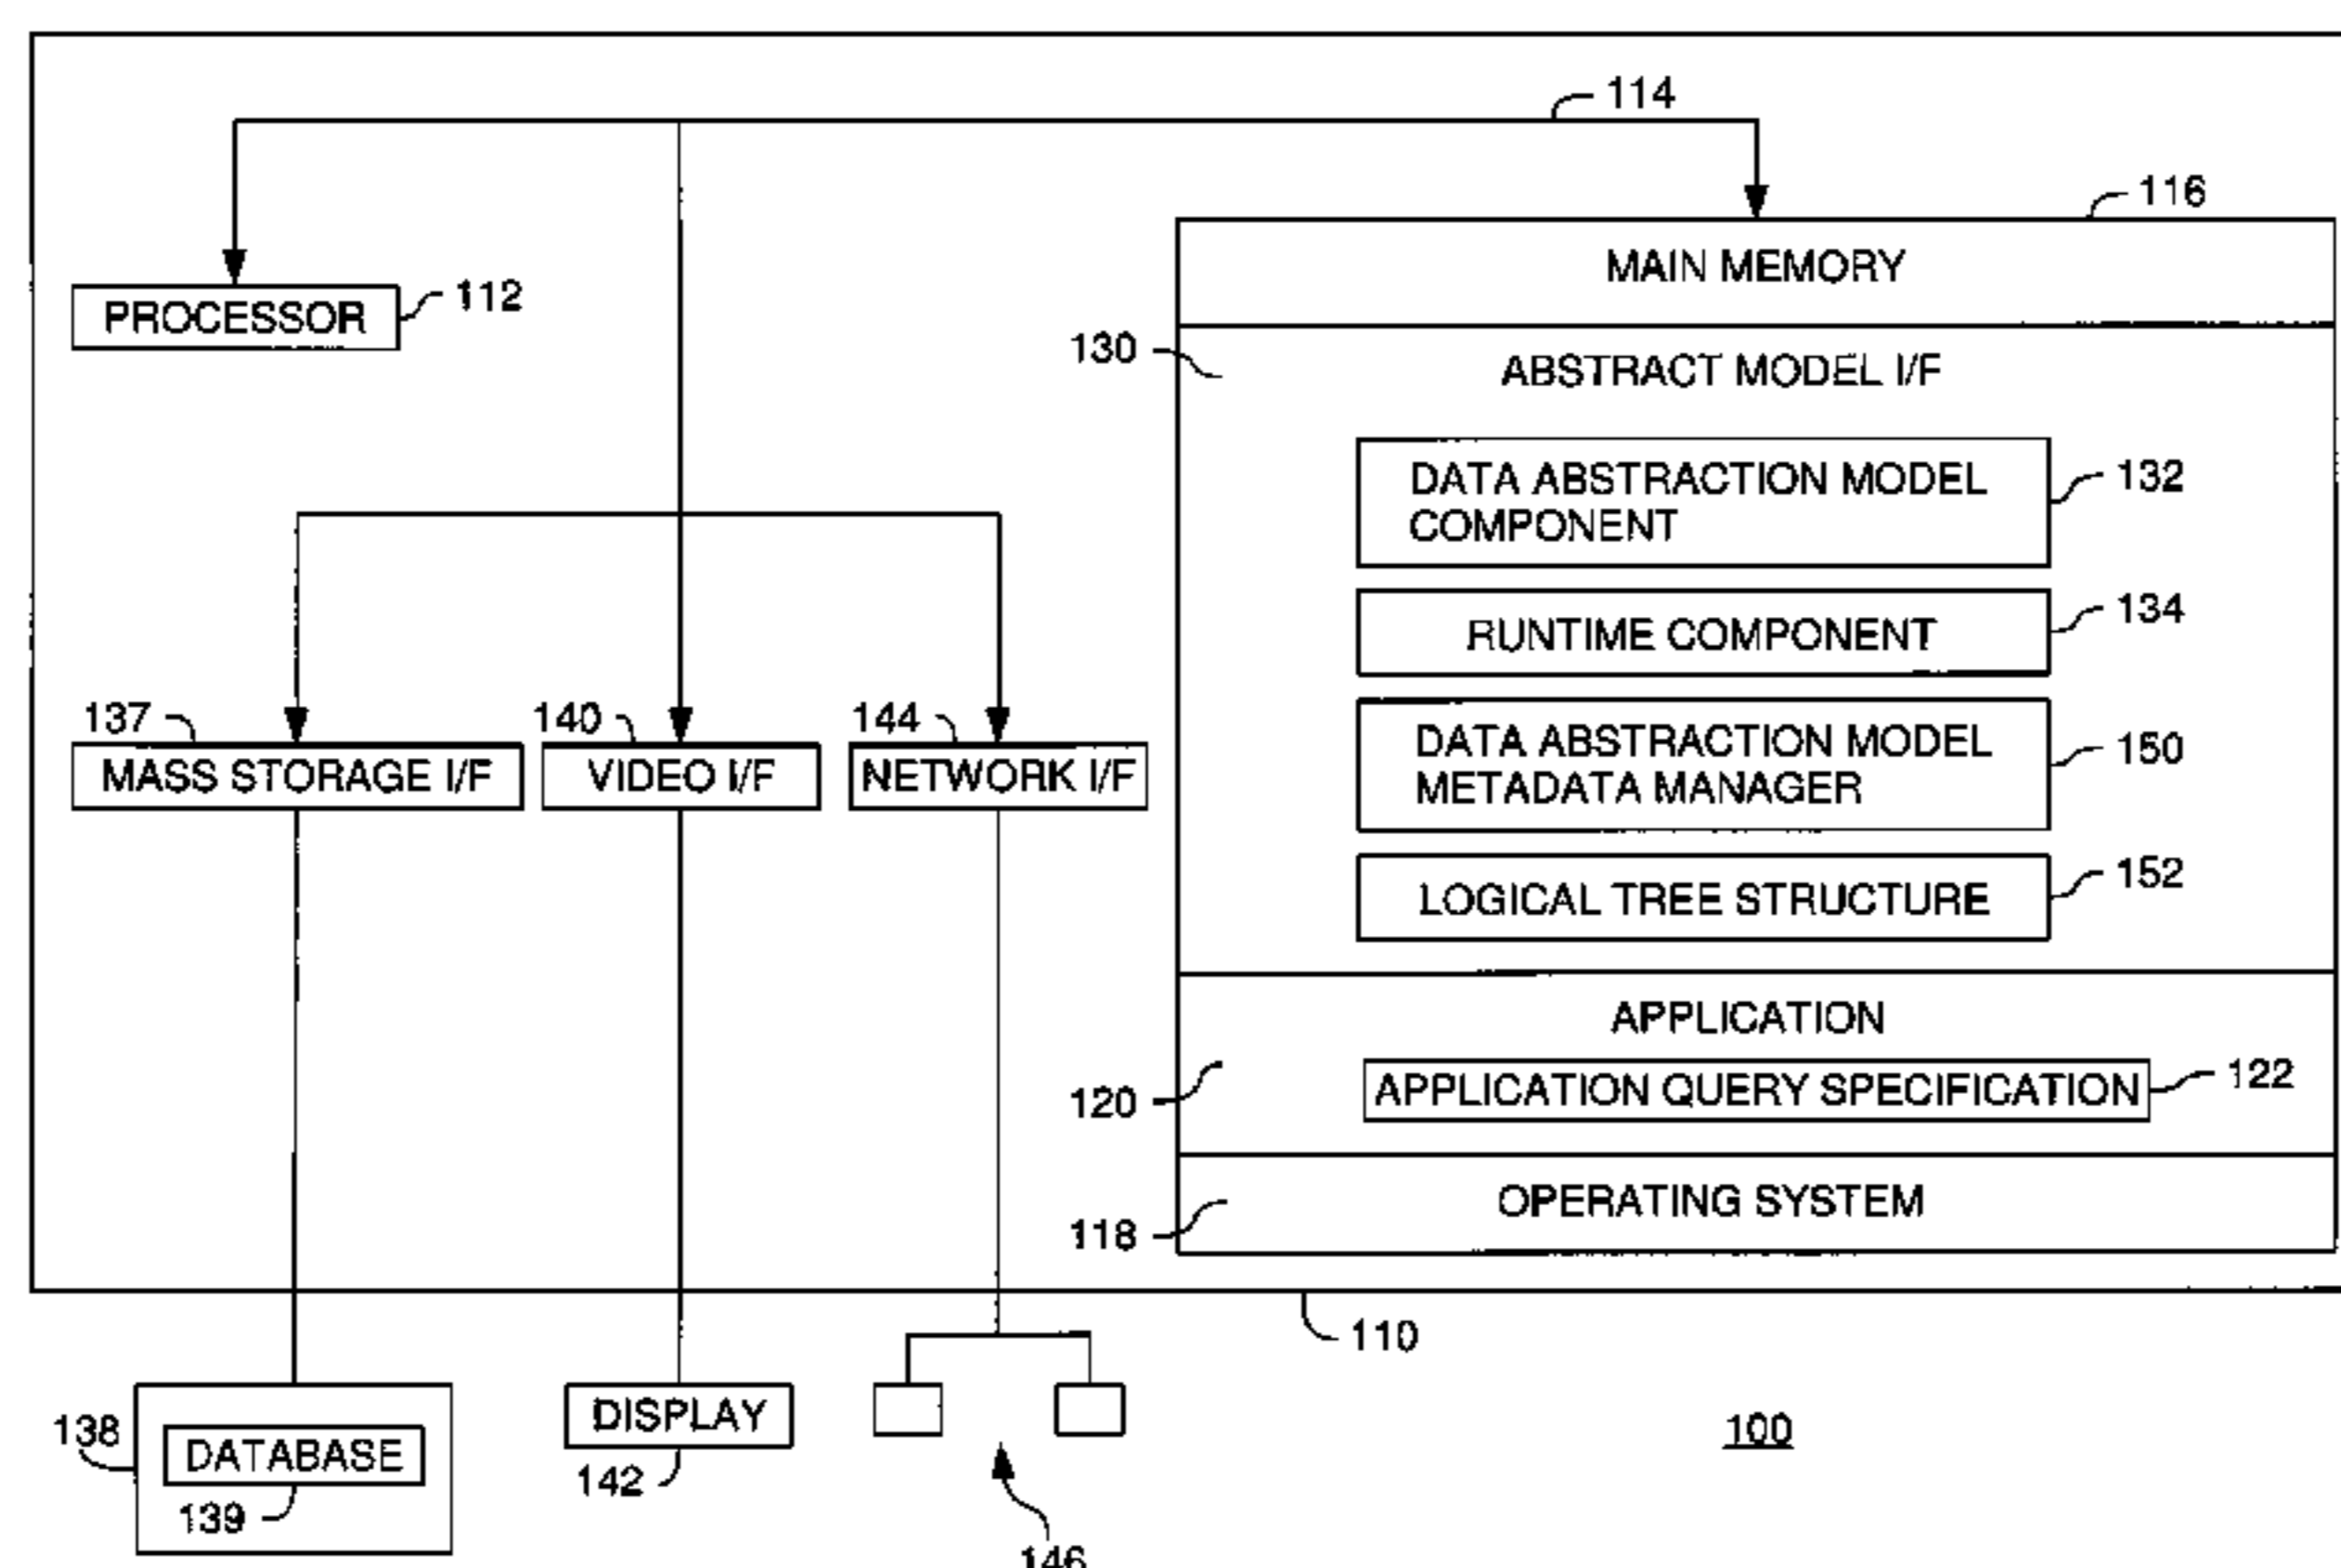 114
116
MAIN MEMORY
PROCESSOR
112
130
ABSTRACT MODEL I/F
DATA ABSTRACTION MODEL
COMPONENT
132
RUNTIME COMPONENT
134
137
140
144
MASS STORAGE I/F
VIDEO I/F
NETWORK I/F
DATA ABSTRACTION MODEL
METADATA MANAGER
150
LOGICAL TREE STRUCTURE
152
APPLICATION
120
APPLICATION QUERY SPECIFICATION
122
118
OPERATING SYSTEM
110
138
DATABASE
139
DISPLAY
142
146
100